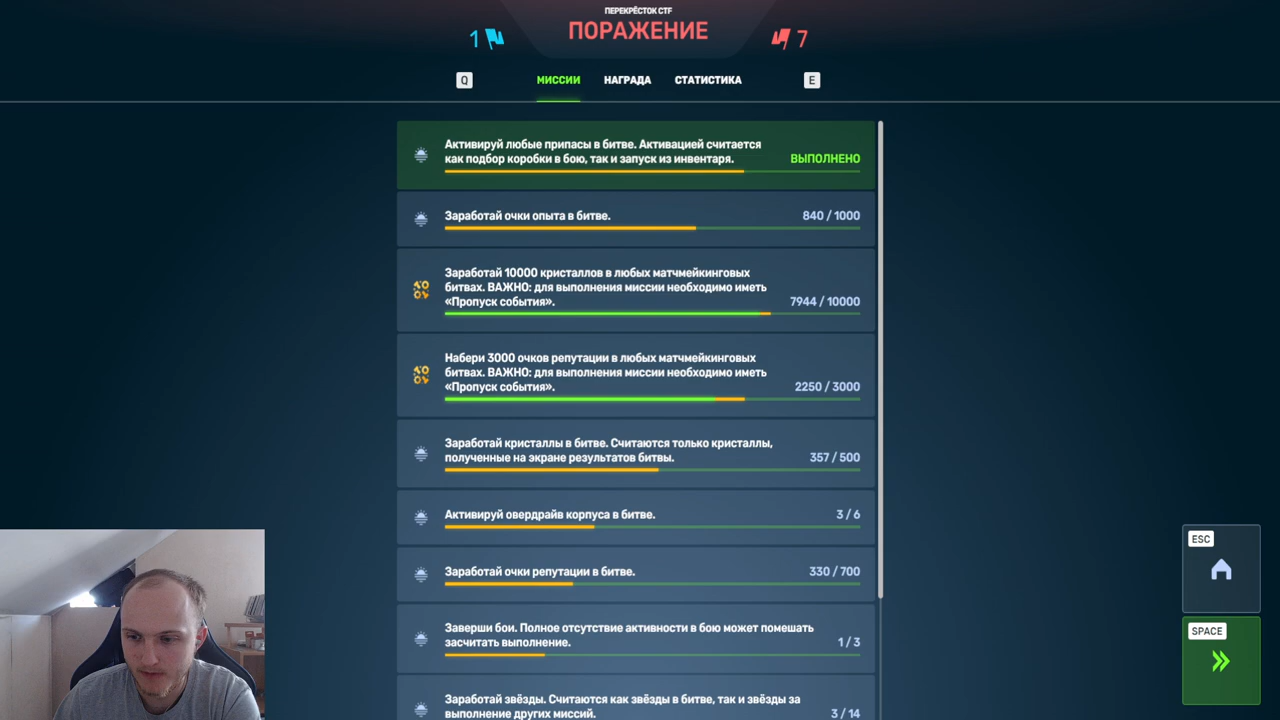 ПЕРЕКРЁСТОК CTF
1 ПОРАЖЕНИЕ 7
Q МИССИИ НАГРАДА СТАТИСТИКА E
Активируй любые припасы в битве. Активацией считается
как подбор коробки в бою, так и запуск из инвентаря. ВЫПОЛНЕНО
Заработай очки опыта в битве. 840 / 1000
Заработай 10000 кристаллов в любых матчмейкинговых
битвах. ВАЖНО: для выполнения миссии необходимо иметь
«Пропуск события». 7944 / 10000
Набери 3000 очков репутации в любых матчмейкинговых
битвах. ВАЖНО: для выполнения миссии необходимо иметь
«Пропуск события». 2250 / 3000
Заработай кристаллы в битве. Считаются только кристаллы,
полученные на экране результатов битвы. 357 / 500
Активируй овердрайв корпуса в битве. 3 / 6
Заработай очки репутации в битве. 330 / 700
Заверши бои. Полное отсутствие активности в бою может помешать
засчитать выполнение. 1 / 3
Заработай звёзды. Считаются как звёзды в битве, так и звёзды за
выполнение других миссий. 3 / 14
ESC
SPACE